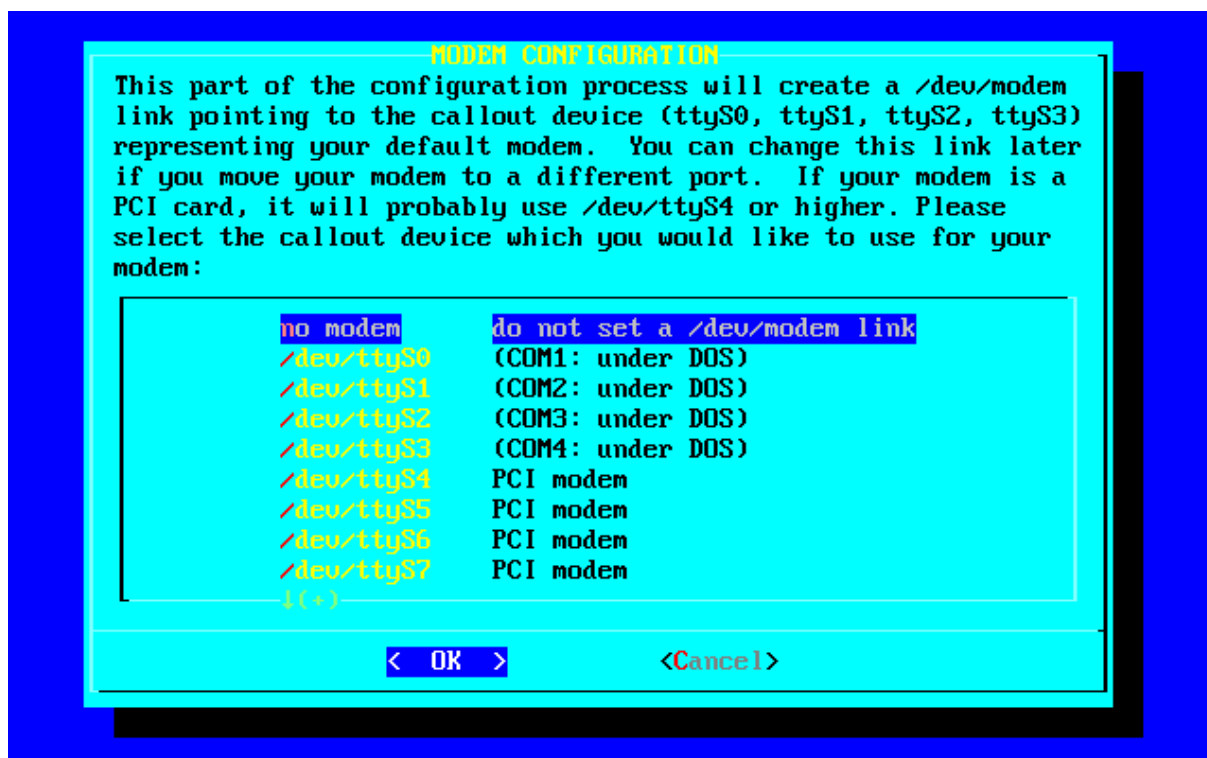 MODEM CONFIGURATION
This part of the configuration process will create a /dev/modem
link pointing to the callout device (ttyS0, ttyS1, ttyS2, ttyS3)
representing your default modem.  You can change this link later
if you move your modem to a different port.  If your modem is a
PCI card, it will probably use /dev/ttyS4 or higher. Please
select the callout device which you would like to use for your
modem:
no modem do not set a /dev/modem link
/dev/ttyS0 (COM1: under DOS)
/dev/ttyS1 (COM2: under DOS)
/dev/ttyS2 (COM3: under DOS)
/dev/ttyS3 (COM4: under DOS)
/dev/ttyS4 PCI modem
/dev/ttyS5 PCI modem
/dev/ttyS6 PCI modem
/dev/ttyS7 PCI modem
↓(+)
< OK > <Cancel>